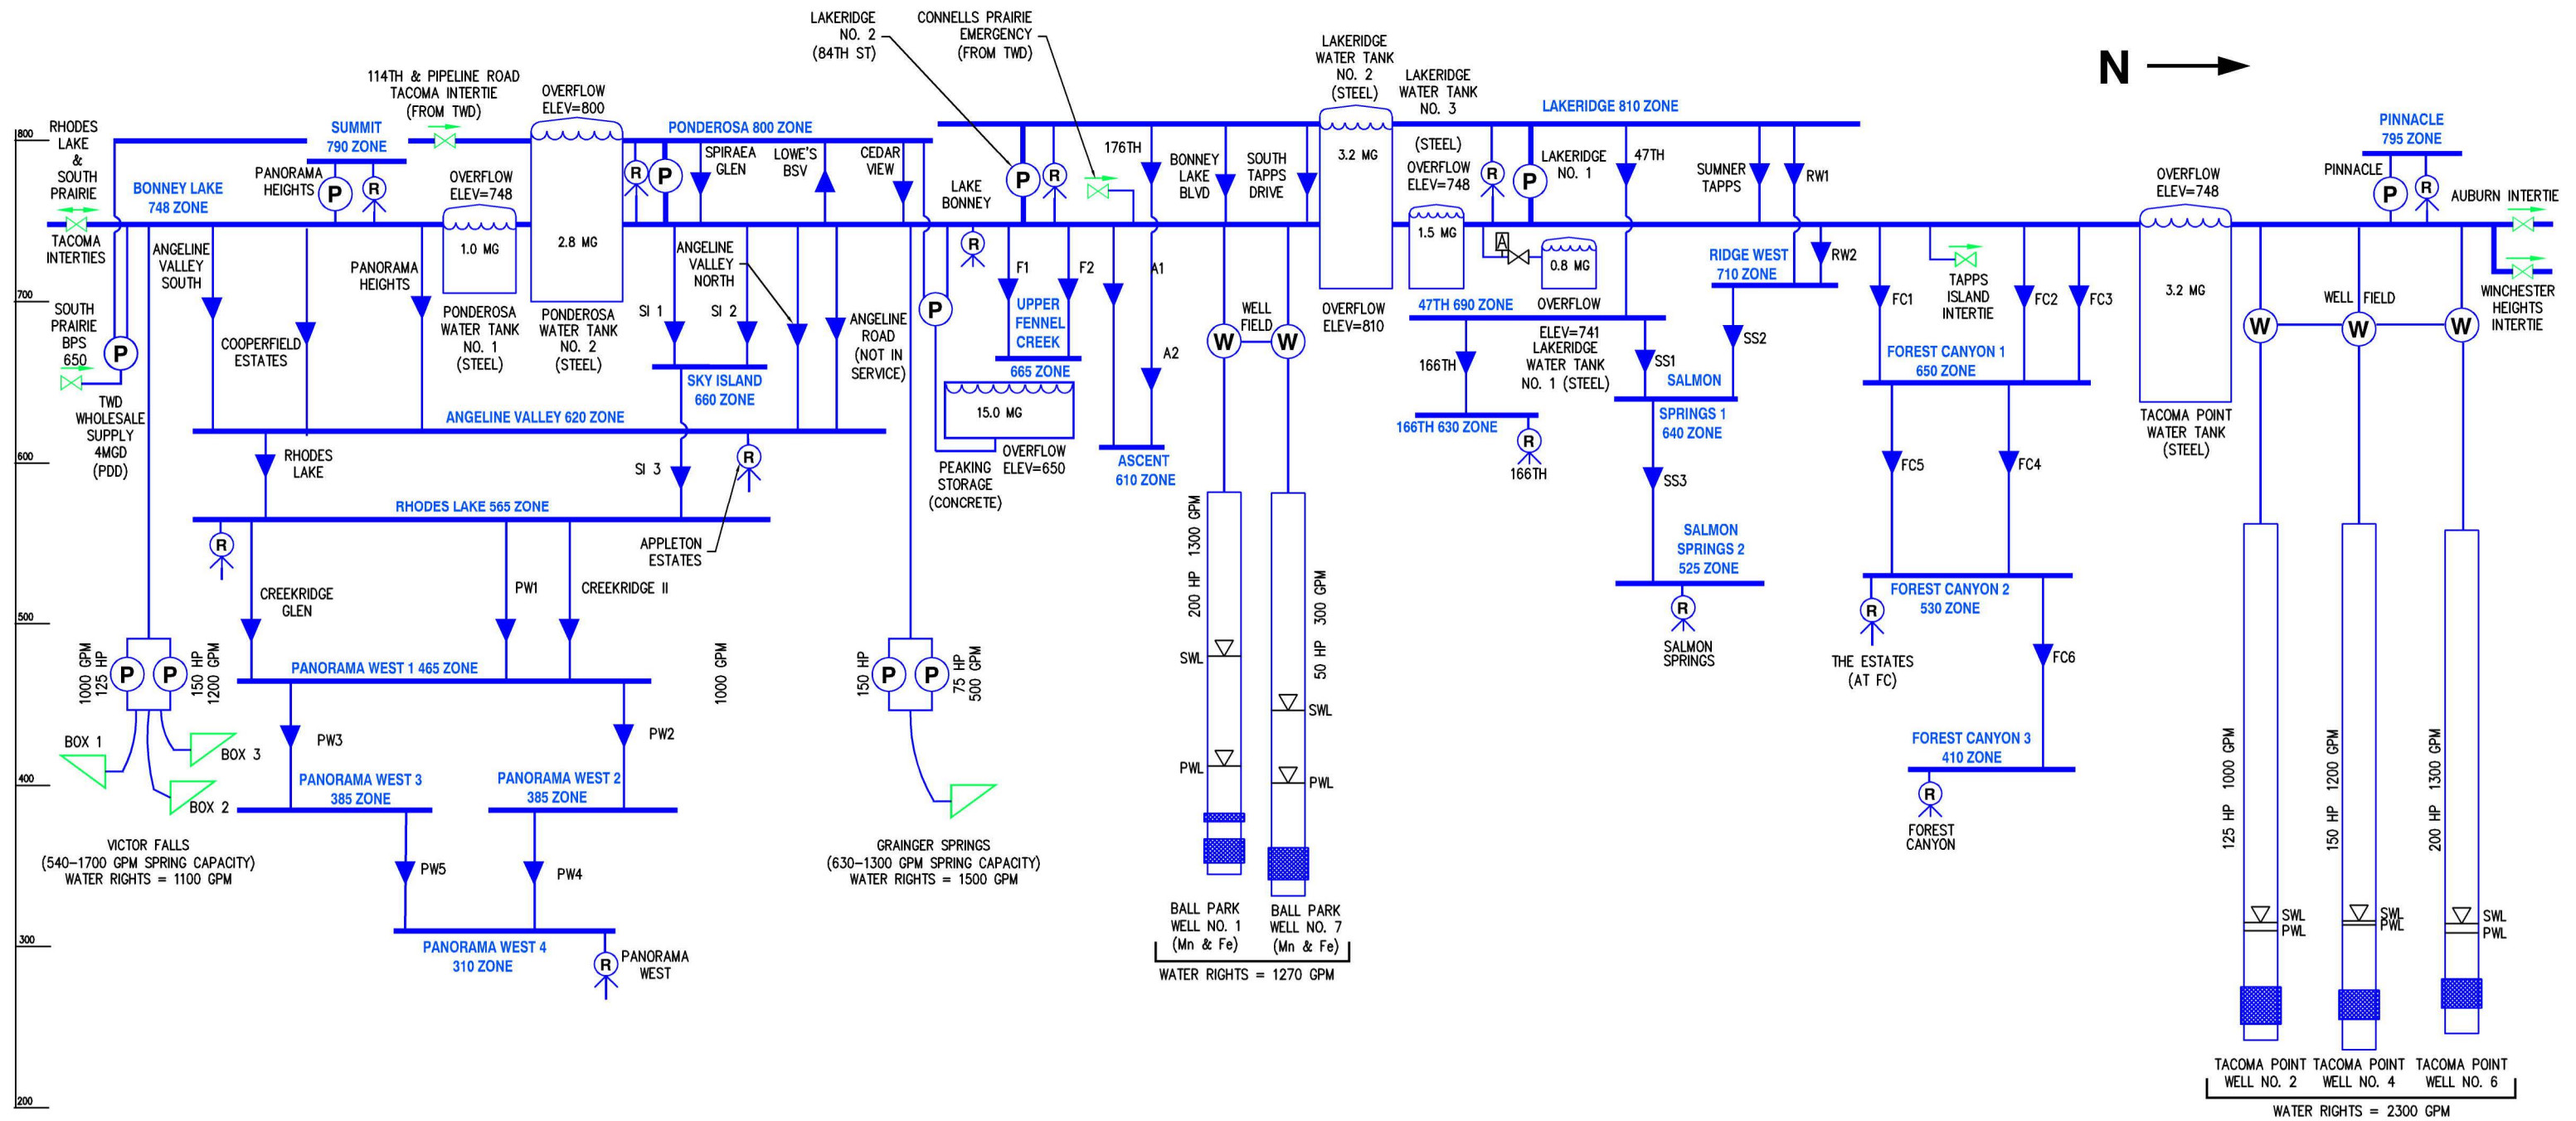 N
LAKERIDGE
NO. 2
(84TH ST)
CONNELLS PRAIRIE
EMERGENCY
(FROM TWD)
LAKERIDGE
WATER TANK
NO. 2
(STEEL)
LAKERIDGE
WATER TANK
NO. 3
(STEEL)
OVERFLOW
ELEV=748
114TH & PIPELINE ROAD
TACOMA INTERTIE
(FROM TWD)
OVERFLOW
ELEV=800
800
700
600
500
400
300
200
RHODES
LAKE
&
SOUTH
PRAIRIE
TACOMA
INTERTIES
SUMMIT
790 ZONE
PONDEROSA 800 ZONE
LAKERIDGE 810 ZONE
PINNACLE
795 ZONE
BONNEY LAKE
748 ZONE
PANORAMA
HEIGHTS
P
R
OVERFLOW
ELEV=748
1.0 MG
PONDEROSA
WATER TANK
NO. 1
(STEEL)
2.8 MG
PONDEROSA
WATER TANK
NO. 2
(STEEL)
R
P
SPIRAEA
GLEN
LOWE'S
BSV
CEDAR
VIEW
LAKE
BONNEY
R
P
R
176TH
BONNEY
LAKE
BLVD
SOUTH
TAPPS
DRIVE
3.2 MG
OVERFLOW
ELEV=810
1.5 MG
R
P
LAKERIDGE
NO. 1
47TH
SUMNER
TAPPS
RW1
RW2
A
0.8 MG
OVERFLOW
ELEV=741
LAKERIDGE
WATER TANK
NO. 1 (STEEL)
OVERFLOW
ELEV=748
3.2 MG
TACOMA POINT
WATER TANK
(STEEL)
PINNACLE
P
R
AUBURN INTERTIE
WINCHESTER
HEIGHTS
INTERTIE
SOUTH
PRAIRIE
BPS
650
P
TWD
WHOLESALE
SUPPLY
4MGD
(PDD)
ANGELINE
VALLEY
SOUTH
COOPERFIELD
ESTATES
PANORAMA
HEIGHTS
SI 1
SI 2
ANGELINE
VALLEY
NORTH
ANGELINE
ROAD
(NOT IN
SERVICE)
SKY ISLAND
660 ZONE
ANGELINE VALLEY 620 ZONE
RHODES
LAKE
SI 3
R
APPLETON
ESTATES
RHODES LAKE 565 ZONE
R
CREEKRIDGE
GLEN
PW1
CREEKRIDGE II
PANORAMA WEST 1 465 ZONE
PW3
PW2
PANORAMA WEST 3
385 ZONE
PANORAMA WEST 2
385 ZONE
PW5
PW4
PANORAMA WEST 4
310 ZONE
R
PANORAMA
WEST
1000 GPM
125 HP
P
P
150 HP
1200 GPM
BOX 1
BOX 3
BOX 2
VICTOR FALLS
(540-1700 GPM SPRING CAPACITY)
WATER RIGHTS = 1100 GPM
1000 GPM
150 HP
P
P
75 HP
500 GPM
GRAINGER SPRINGS
(630-1300 GPM SPRING CAPACITY)
WATER RIGHTS = 1500 GPM
P
15.0 MG
PEAKING
STORAGE
(CONCRETE)
OVERFLOW
ELEV=650
F1
F2
UPPER
FENNEL
CREEK
665 ZONE
A1
A2
ASCENT
610 ZONE
WELL
FIELD
W
W
200 HP 1300 GPM
SWL
PWL
50 HP 300 GPM
SWL
PWL
BALL PARK
WELL NO. 1
(Mn & Fe)
BALL PARK
WELL NO. 7
(Mn & Fe)
WATER RIGHTS = 1270 GPM
47TH 690 ZONE
166TH
166TH 630 ZONE
R
166TH
SS1
SS2
RIDGE WEST
710 ZONE
SALMON
SPRINGS 1
640 ZONE
SS3
SALMON
SPRINGS 2
525 ZONE
R
SALMON
SPRINGS
FC1
TAPPS
ISLAND
INTERTIE
FC2
FC3
FOREST CANYON 1
650 ZONE
FC5
FC4
FOREST CANYON 2
530 ZONE
R
THE ESTATES
(AT FC)
FC6
FOREST CANYON 3
410 ZONE
R
FOREST
CANYON
WELL FIELD
W
W
W
125 HP 1000 GPM
SWL
PWL
150 HP 1200 GPM
SWL
PWL
200 HP 1300 GPM
SWL
PWL
TACOMA POINT
WELL NO. 2
TACOMA POINT
WELL NO. 4
TACOMA POINT
WELL NO. 6
WATER RIGHTS = 2300 GPM